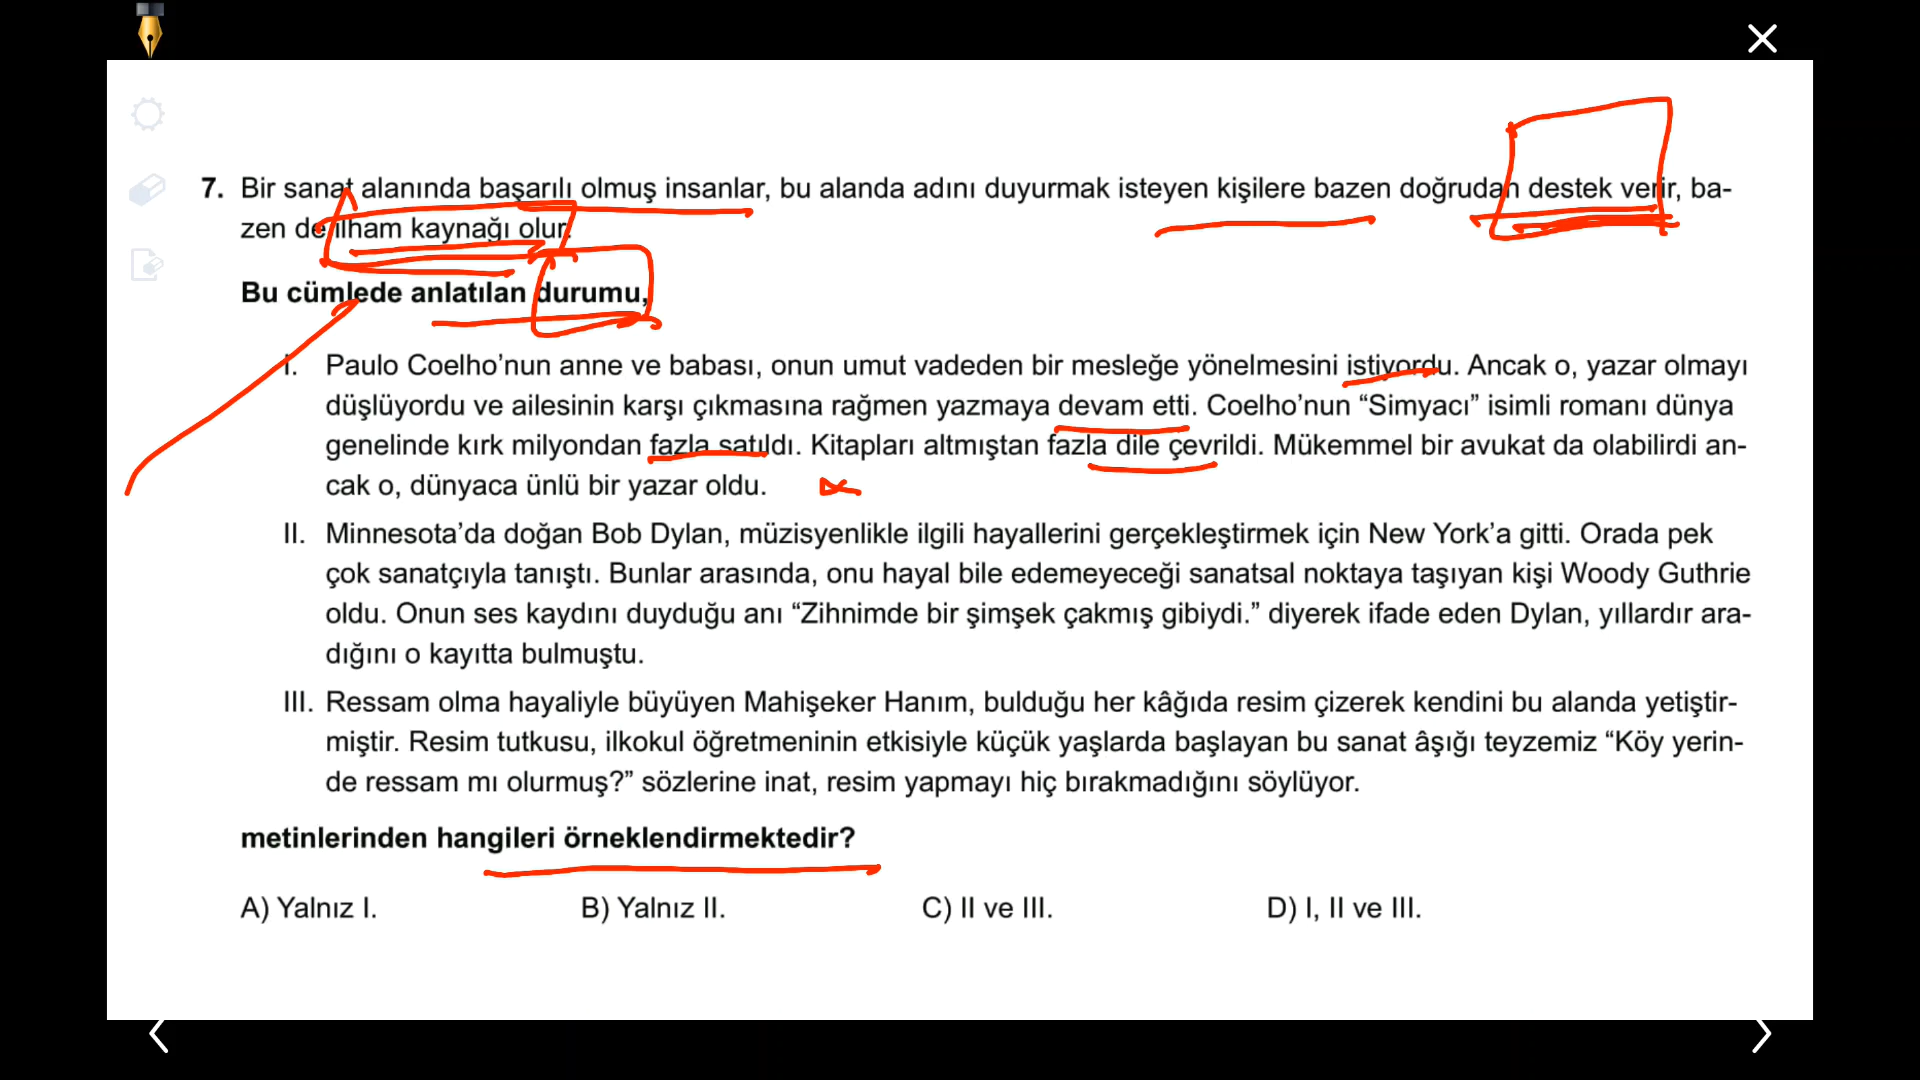 7. Bir sanat alanında başarılı olmuş insanlar, bu alanda adını duyurmak isteyen kişilere bazen doğrudan destek verir, ba-
zen de ilham kaynağı olur.
Bu cümlede anlatılan durumu,
I. Paulo Coelho’nun anne ve babası, onun umut vadeden bir mesleğe yönelmesini istiyordu. Ancak o, yazar olmayı
düşlüyordu ve ailesinin karşı çıkmasına rağmen yazmaya devam etti. Coelho’nun “Simyacı” isimli romanı dünya
genelinde kırk milyondan fazla satıldı. Kitapları altmıştan fazla dile çevrildi. Mükemmel bir avukat da olabilirdi an-
cak o, dünyaca ünlü bir yazar oldu.
II. Minnesota’da doğan Bob Dylan, müzisyenlikle ilgili hayallerini gerçekleştirmek için New York’a gitti. Orada pek
çok sanatçıyla tanıştı. Bunlar arasında, onu hayal bile edemeyeceği sanatsal noktaya taşıyan kişi Woody Guthrie
oldu. Onun ses kaydını duyduğu anı “Zihnimde bir şimşek çakmış gibiydi.” diyerek ifade eden Dylan, yıllardır ara-
dığını o kayıtta bulmuştu.
III. Ressam olma hayaliyle büyüyen Mahişeker Hanım, bulduğu her kâğıda resim çizerek kendini bu alanda yetiştir-
miştir. Resim tutkusu, ilkokul öğretmeninin etkisiyle küçük yaşlarda başlayan bu sanat âşığı teyzemiz “Köy yerin-
de ressam mı olurmuş?” sözlerine inat, resim yapmayı hiç bırakmadığını söylüyor.
metinlerinden hangileri örneklendirmektedir?
A) Yalnız I. B) Yalnız II. C) II ve III. D) I, II ve III.